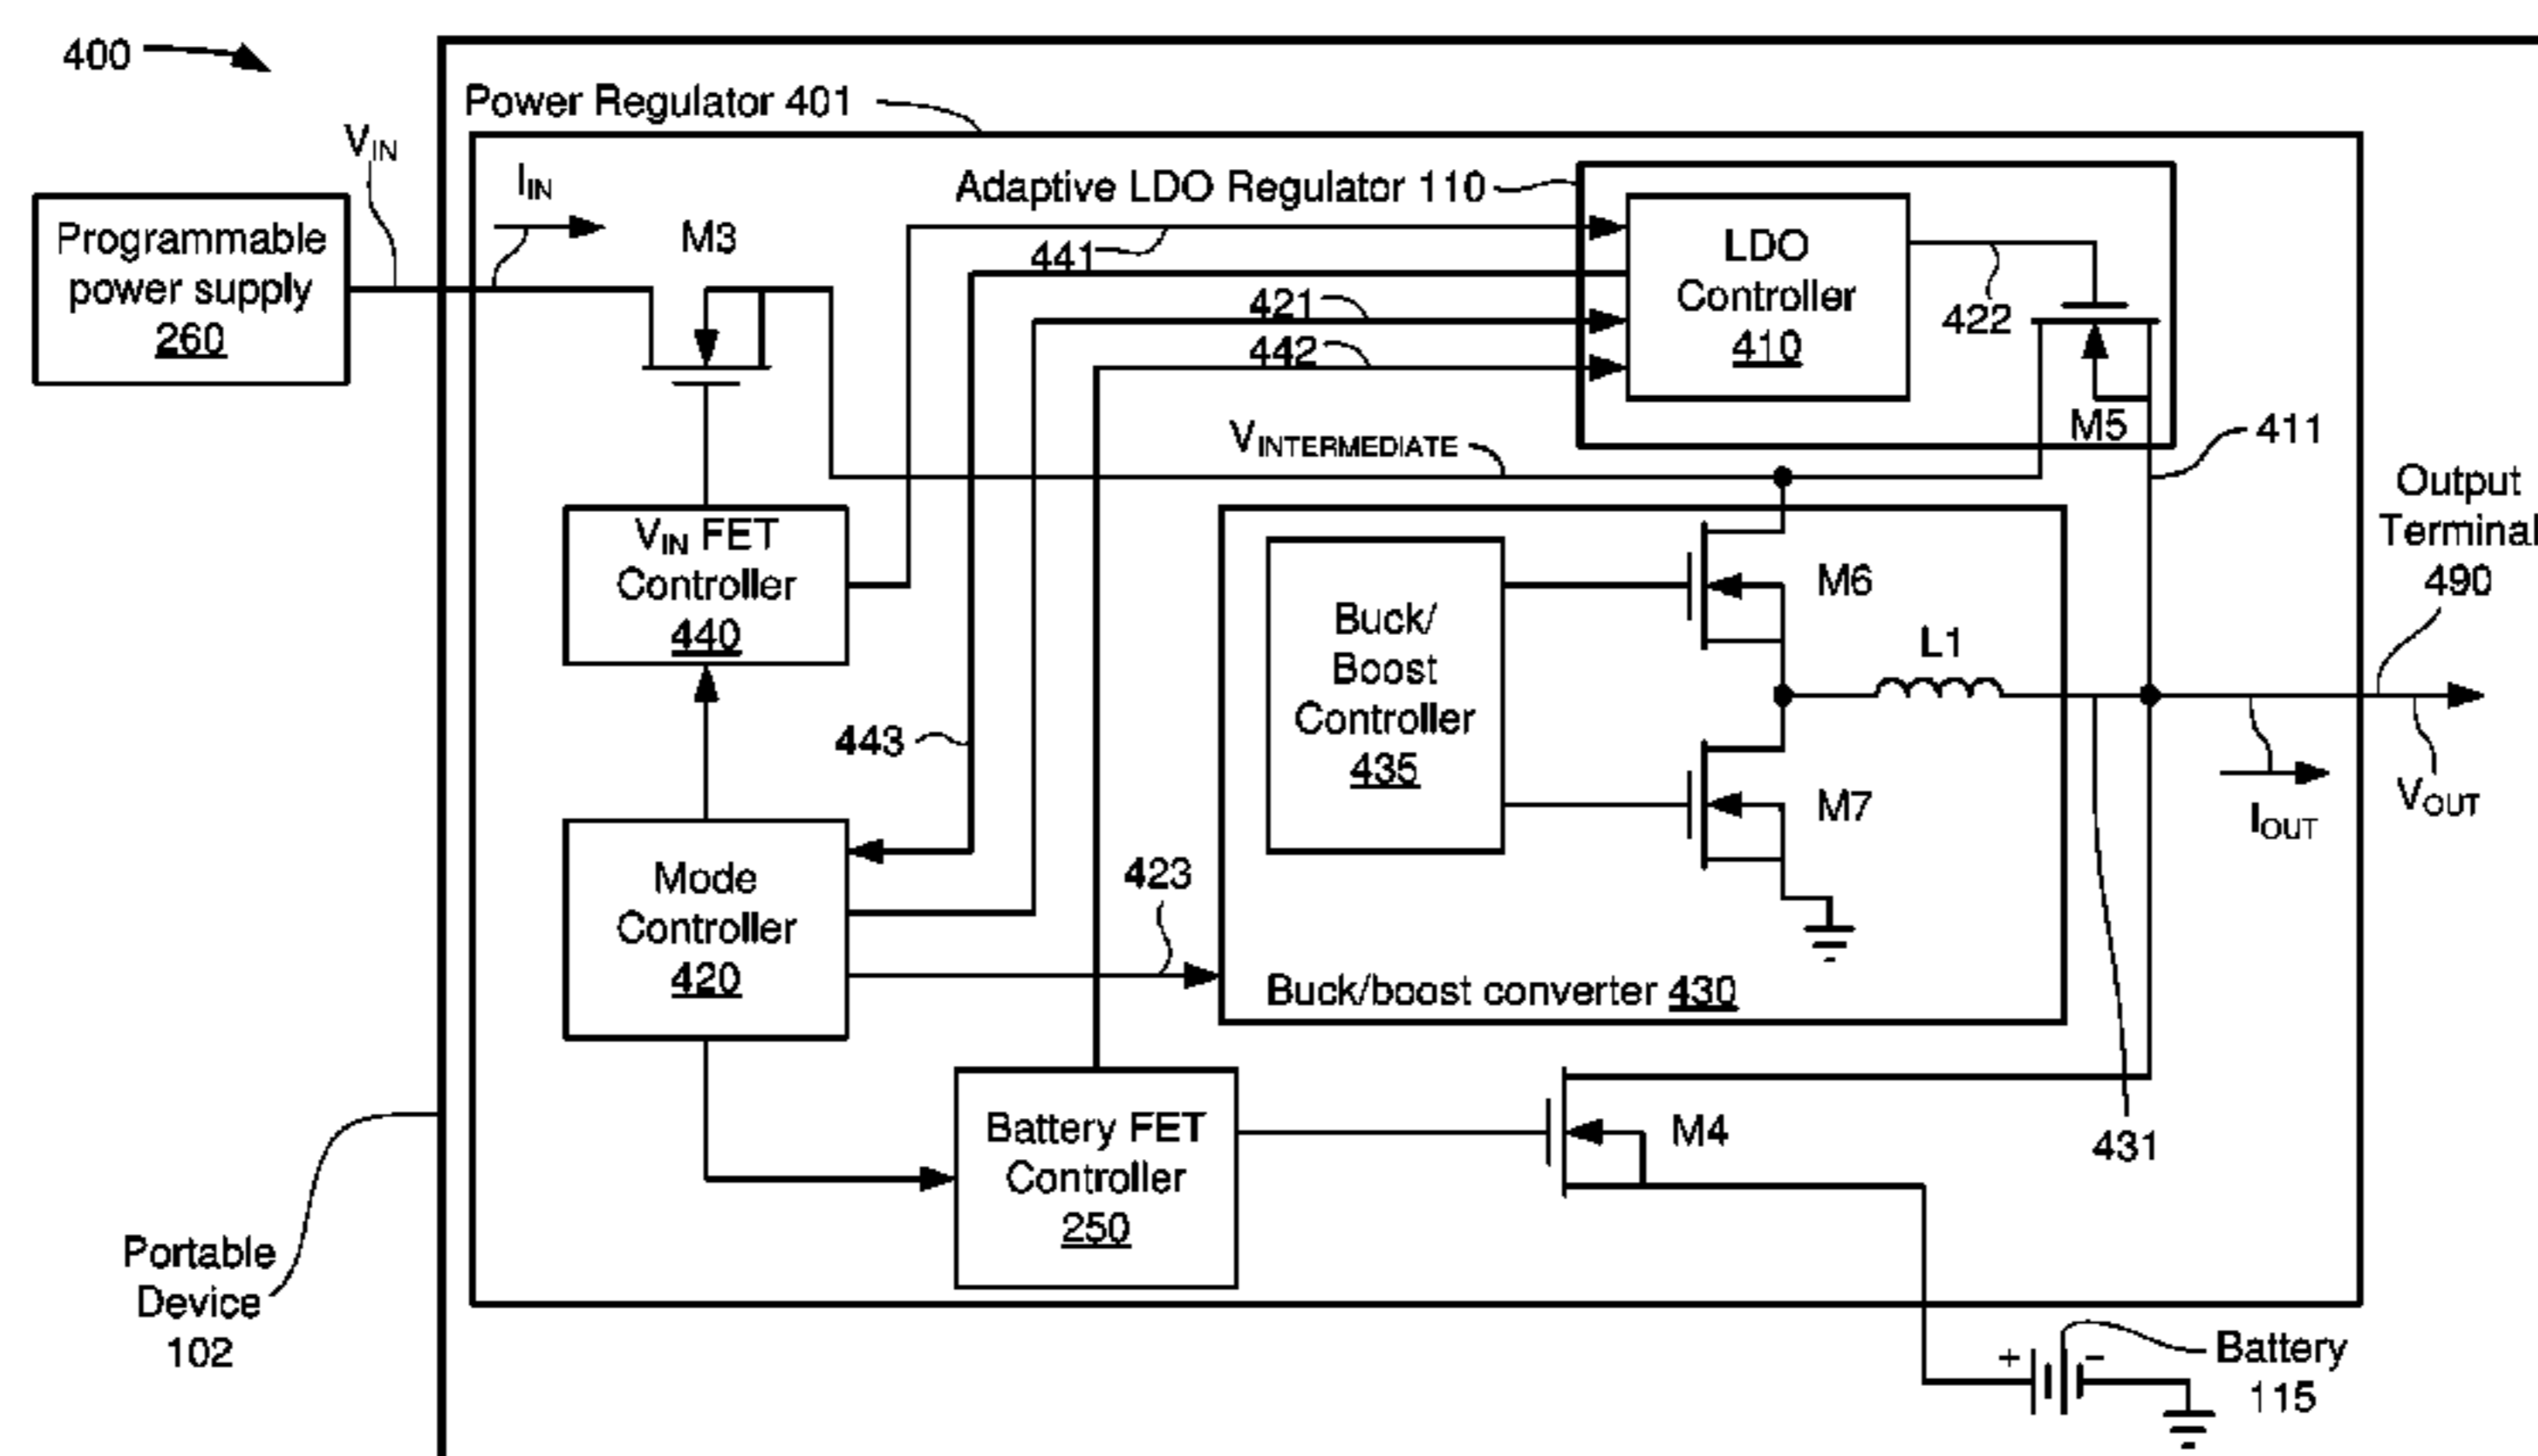 400
Power Regulator 401
VIN
IIN
Programmable
power supply
260
M3
Adaptive LDO Regulator 110
441
421
442
LDO
Controller
410
422
M5
411
VINTERMEDIATE
Output
Terminal
490
VIN FET
Controller
440
Buck/
Boost
Controller
435
M6
L1
M7
443
IOUT
VOUT
Mode
Controller
420
423
Buck/boost converter 430
Battery FET
Controller
250
M4
431
Portable
Device
102
+
−
Battery
115